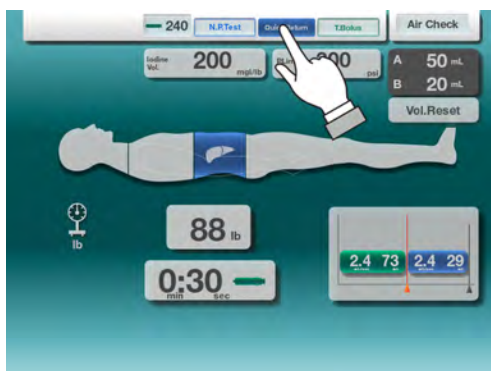 240 N.P.Test T.Bolus Air Check
Iodine Vol. 200 mgI/lb psi
A 50 mL
B 20 mL
Vol.Reset
lb
88 lb
0:30
min sec
2.4 73 2.4 29